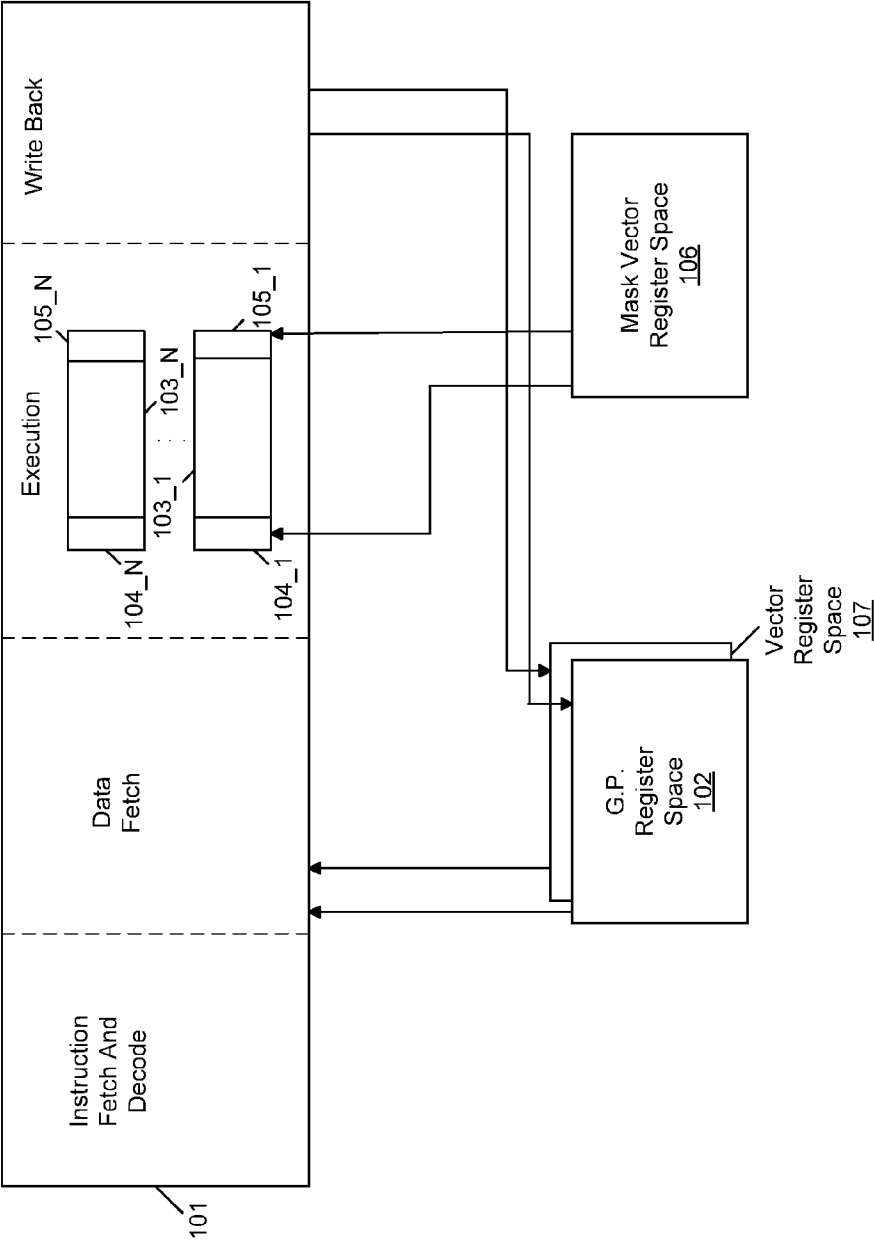 Instruction
Fetch And
Decode
Data
Fetch
Execution
Write Back
104_N
103_N
105_N
103_1
104_1
105_1
101
G.P.
Register
Space
102
Vector
Register
Space
107
Mask Vector
Register Space
106